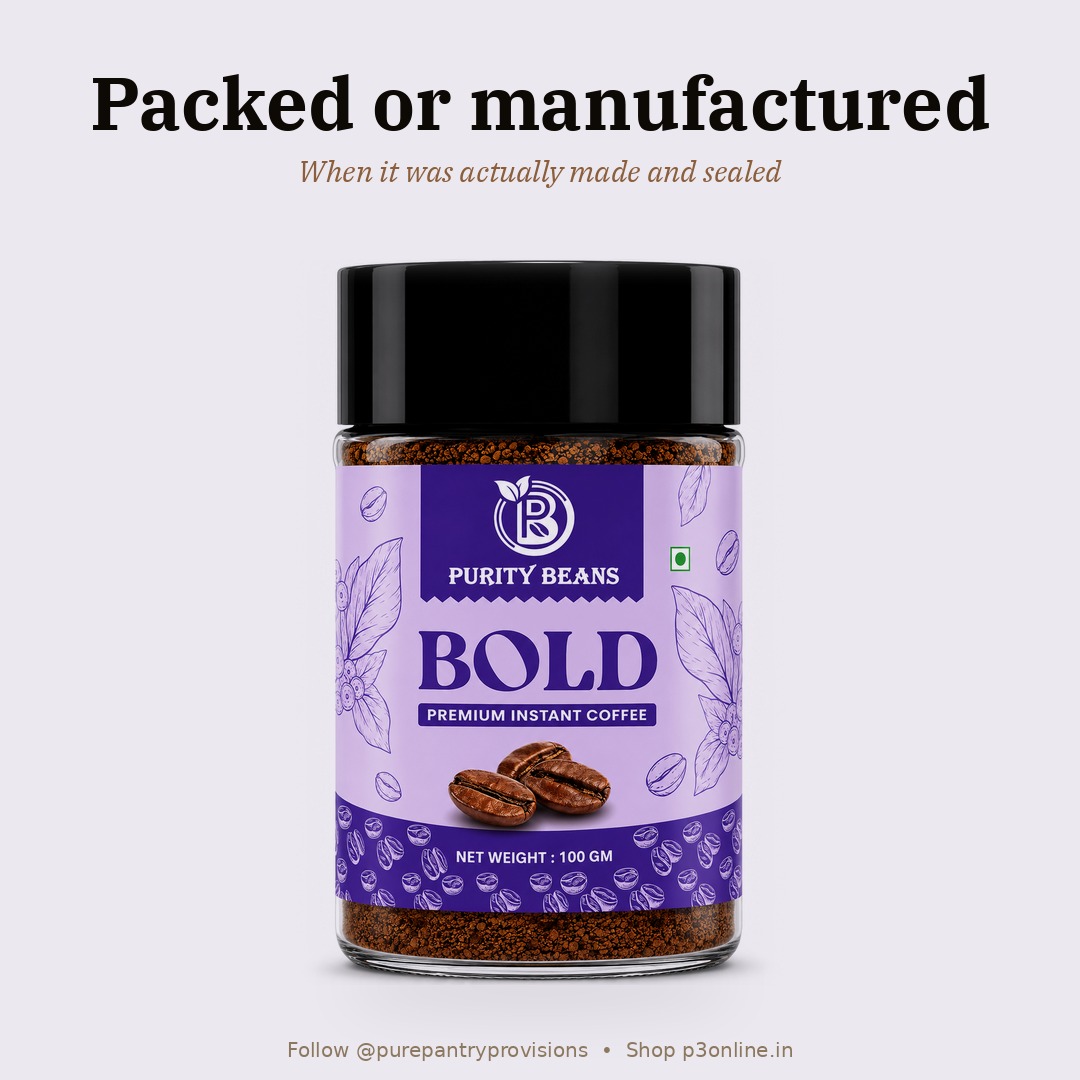 Packed or manufactured
When it was actually made and sealed
PURITY BEANS
BOLD
PREMIUM INSTANT COFFEE
NET WEIGHT : 100 GM
Follow @purepantryprovisions • Shop p3online.in